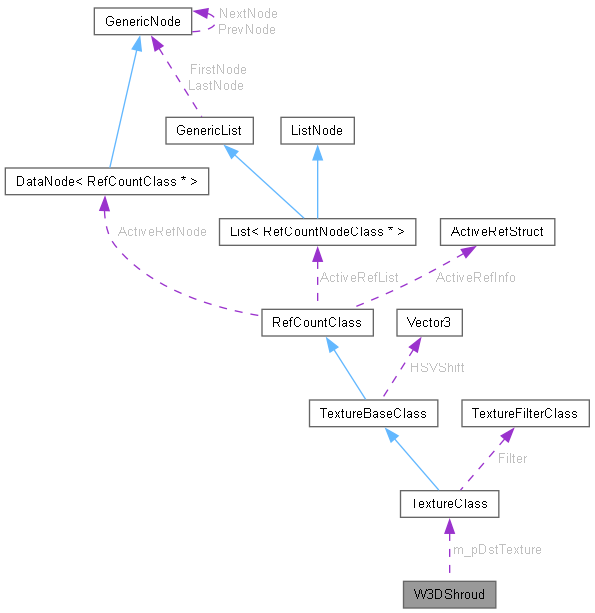 GenericNode
NextNode
PrevNode
FirstNode
LastNode
GenericList
ListNode
DataNode< RefCountClass * >
List< RefCountNodeClass * >
ActiveRefStruct
ActiveRefNode
ActiveRefList
ActiveRefInfo
RefCountClass
Vector3
HSVShift
TextureBaseClass
TextureFilterClass
Filter
TextureClass
m_pDstTexture
W3DShroud